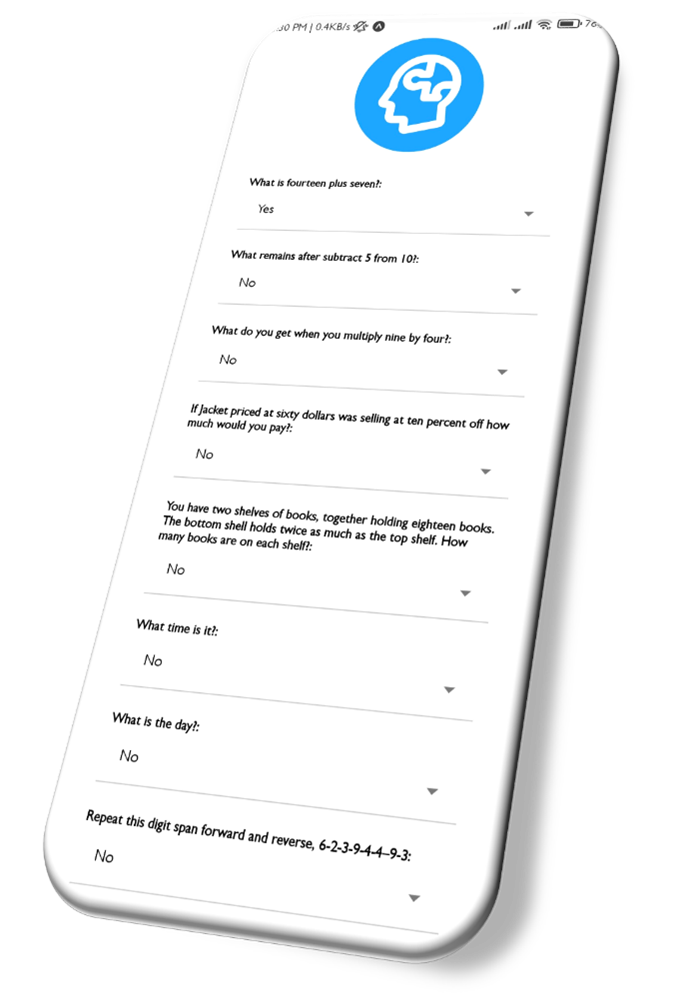 :30 PM | 0.4KB/s
What is fourteen plus seven?:
Yes
What remains after subtract 5 from 10?:
No
What do you get when you multiply nine by four?:
No
If Jacket priced at sixty dollars was selling at ten percent off how
much would you pay?:
No
You have two shelves of books, together holding eighteen books.
The bottom shell holds twice as much as the top shelf. How
many books are on each shelf?:
No
What time is it?:
No
What is the day?:
No
Repeat this digit span forward and reverse, 6-2-3-9-4-4–9-3:
No